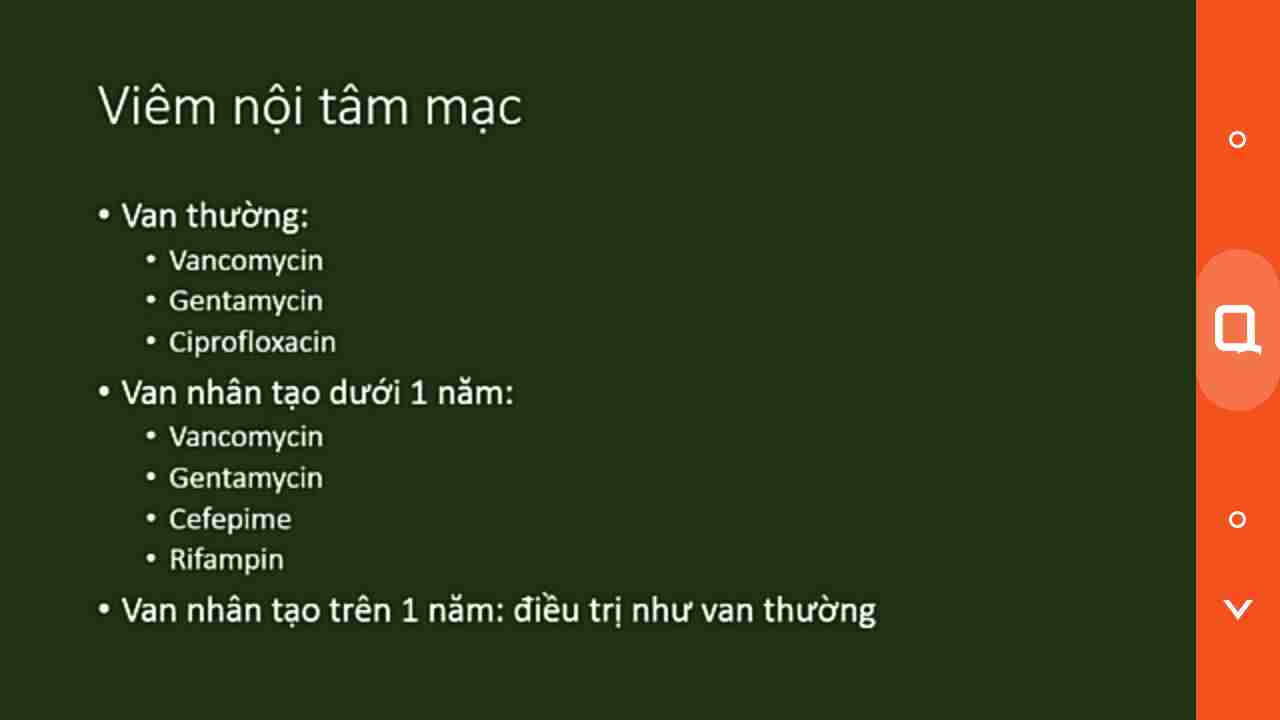 Viêm nội tâm mạc
• Van thường:
• Vancomycin
• Gentamycin
• Ciprofloxacin
• Van nhân tạo dưới 1 năm:
• Vancomycin
• Gentamycin
• Cefepime
• Rifampin
• Van nhân tạo trên 1 năm: điều trị như van thường